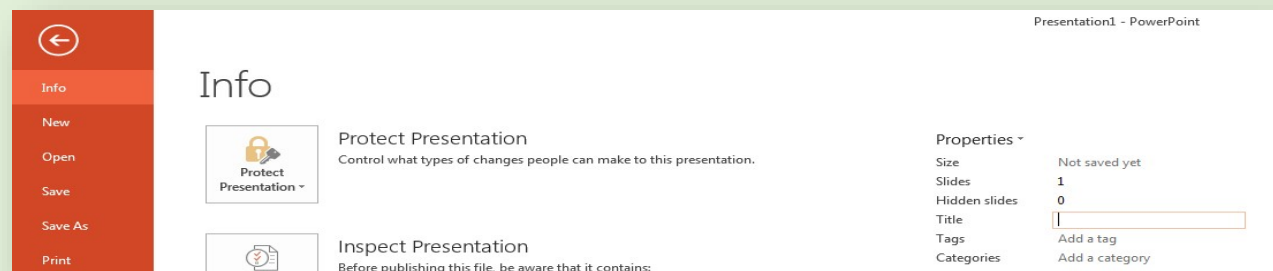 Presentation1 - PowerPoint
Info
New
Open
Save
Save As
Print
Info
Protect
Presentation
Protect Presentation
Control what types of changes people can make to this presentation.
Inspect Presentation
Before publishing this file, be aware that it contains:
Properties
Size Not saved yet
Slides 1
Hidden slides 0
Title
Tags Add a tag
Categories Add a category